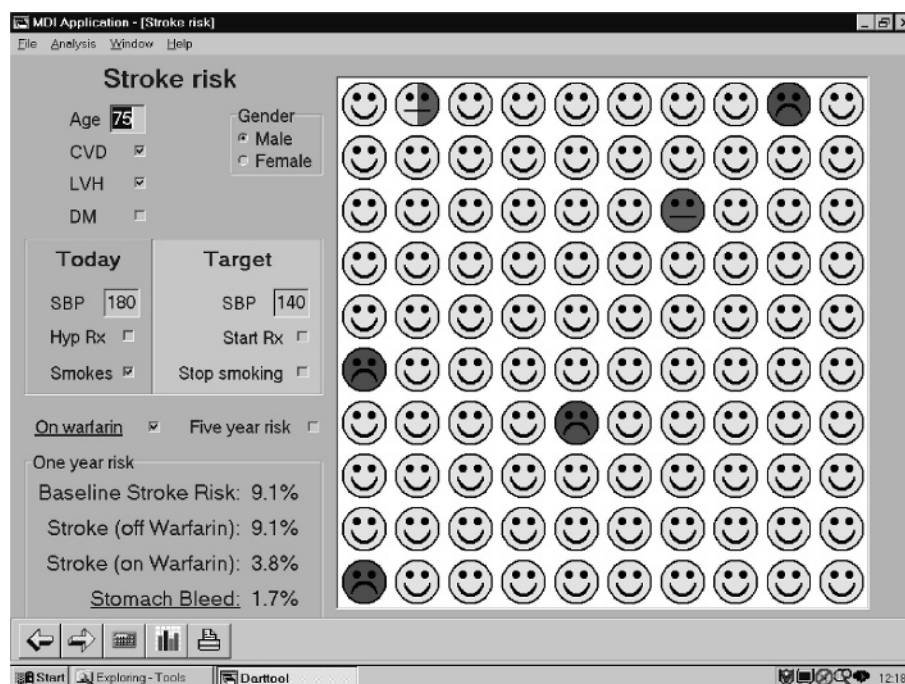 MDI Application - [Stroke risk]
File Analysis Window Help
Stroke risk
Age 75
CVD
LVH
DM
Gender
Male
Female
Today
SBP 180
Hyp Rx
Smokes
Target
SBP 140
Start Rx
Stop smoking
On warfarin Five year risk
One year risk
Baseline Stroke Risk: 9.1%
Stroke (off Warfarin): 9.1%
Stroke (on Warfarin): 3.8%
Stomach Bleed: 1.7%
Start Exploring - Tools Darttool 12:18